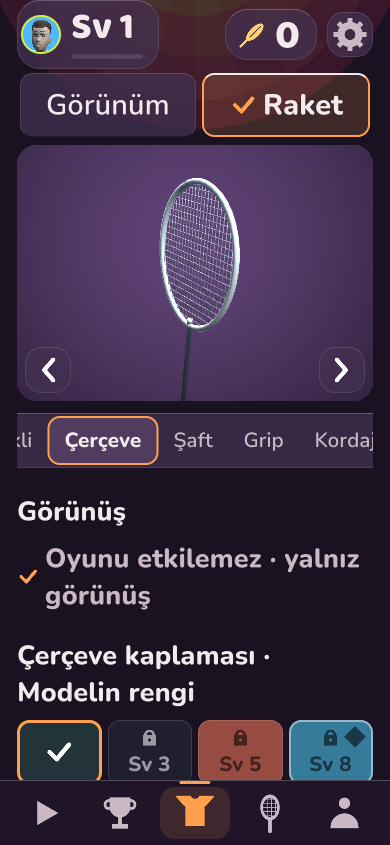 Sv 1
0
Görünüm
Raket
kli
Çerçeve
Şaft
Grip
Kordaj
Görünüş
Oyunu etkilemez · yalnız
görünüş
Çerçeve kaplaması ·
Modelin rengi
Sv 3
Sv 5
Sv 8